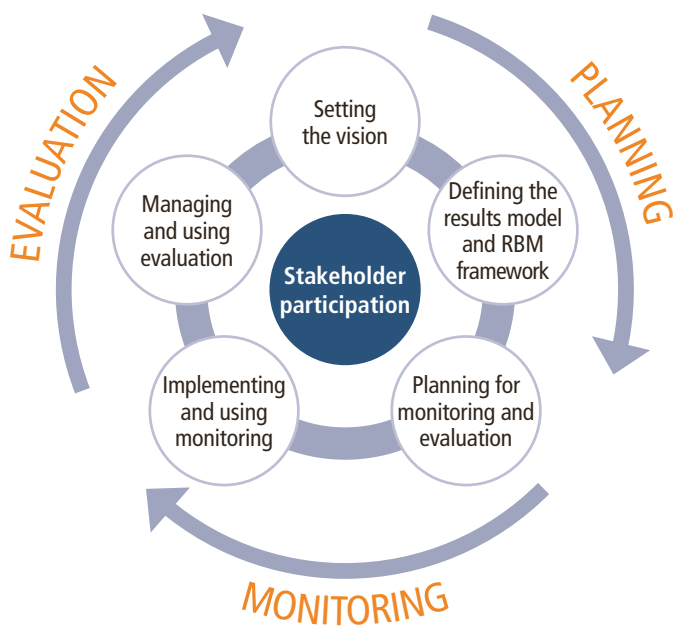 EVALUATION
PLANNING
Setting
the vision
Defining the
results model
and RBM
framework
Managing
and using
evaluation
Stakeholder
participation
Implementing
and using
monitoring
Planning for
monitoring and
evaluation
MONITORING